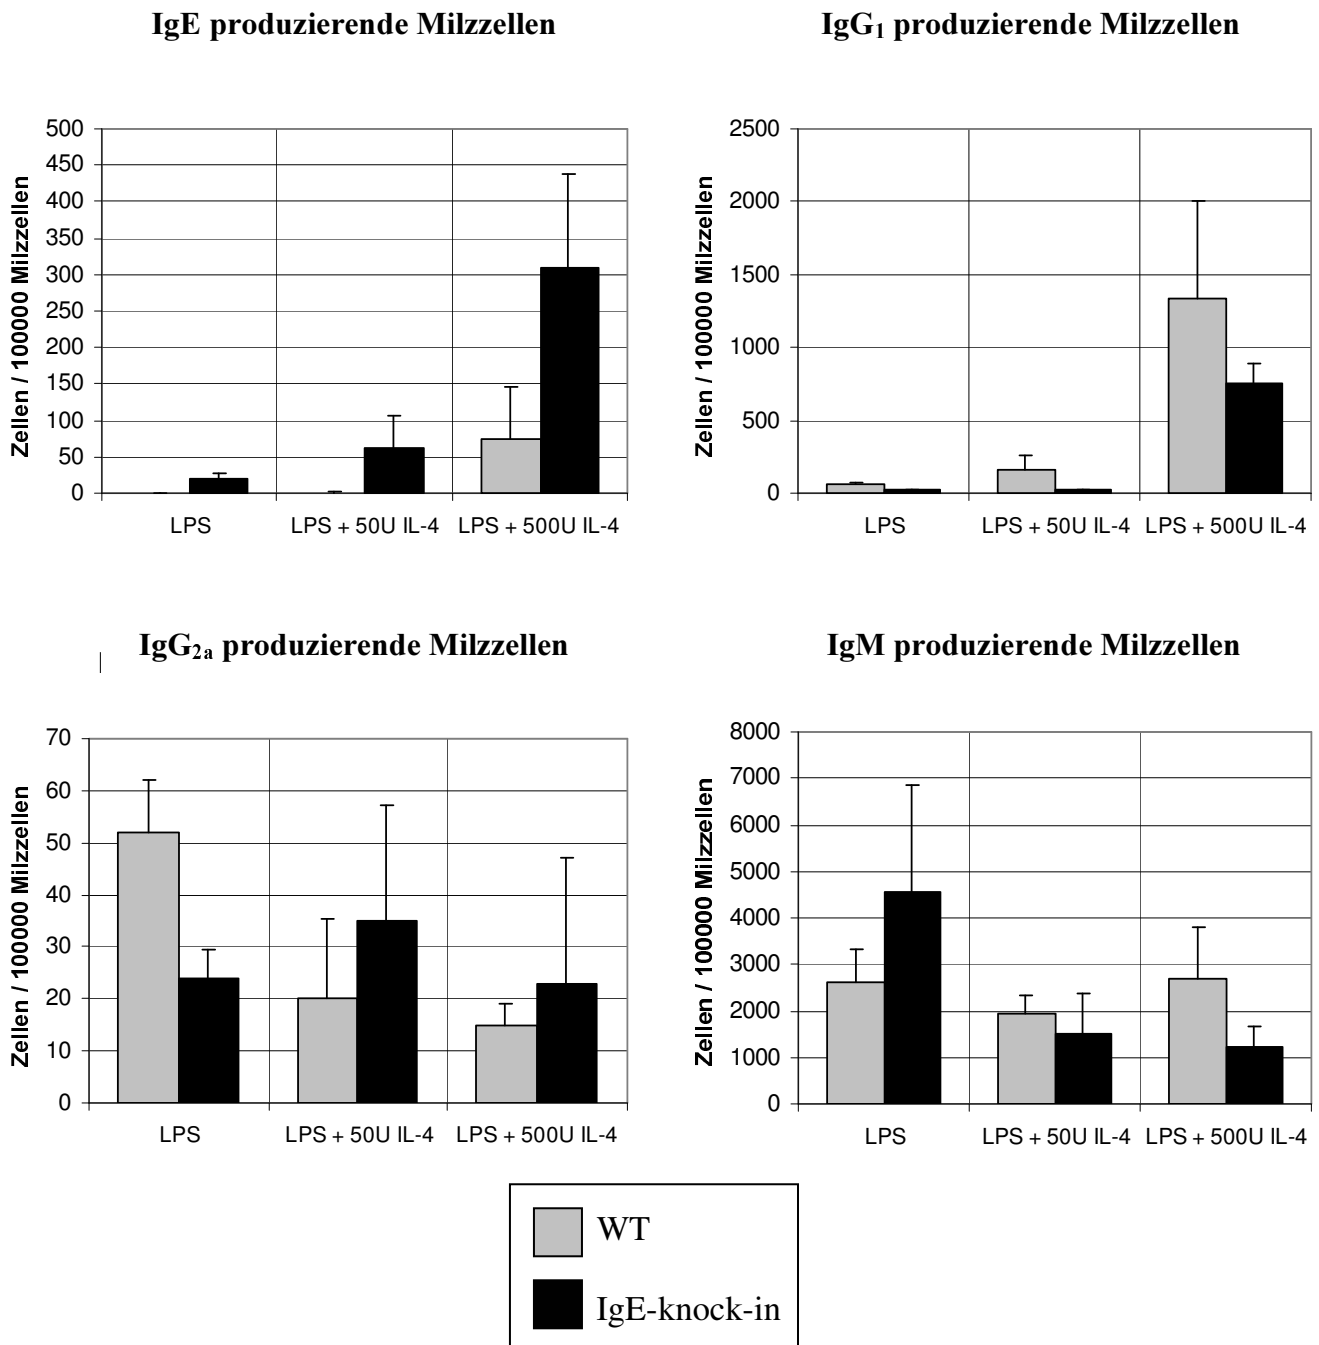 IgE produzierende Milzzellen
IgG1 produzierende Milzzellen
Zellen / 100000 Milzzellen
500
450
400
350
300
250
200
150
100
50
0
LPS
LPS + 50U IL-4
LPS + 500U IL-4
Zellen / 100000 Milzzellen
2500
2000
1500
1000
500
0
LPS
LPS + 50U IL-4
LPS + 500U IL-4
IgG2a produzierende Milzzellen
IgM produzierende Milzzellen
Zellen / 100000 Milzzellen
70
60
50
40
30
20
10
0
LPS
LPS + 50U IL-4
LPS + 500U IL-4
Zellen / 100000 Milzzellen
8000
7000
6000
5000
4000
3000
2000
1000
0
LPS
LPS + 50U IL-4
LPS + 500U IL-4
WT
IgE-knock-in